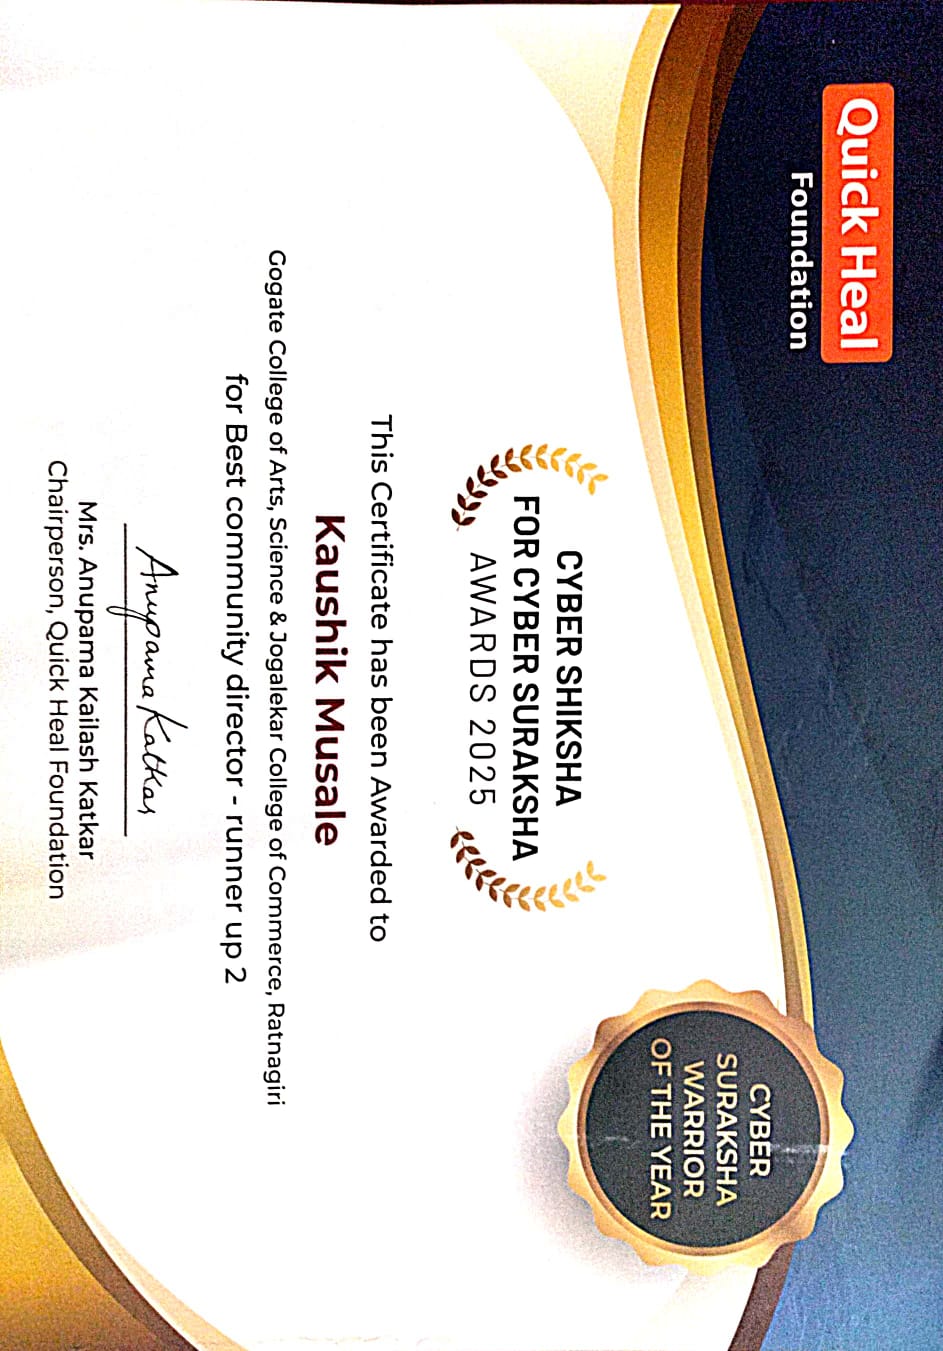 Quick Heal
Foundation
CYBER
SURAKSHA
WARRIOR
OF THE YEAR
CYBER SHIKSHA
FOR CYBER SURAKSHA
AWARDS 2025
This Certificate has been Awarded to
Kaushik Musale
Gogate College of Arts, Science & Jogalekar College of Commerce, Ratnagiri
for Best community director - runner up 2
Anupama Katkar
Mrs. Anupama Kailash Katkar
Chairperson, Quick Heal Foundation